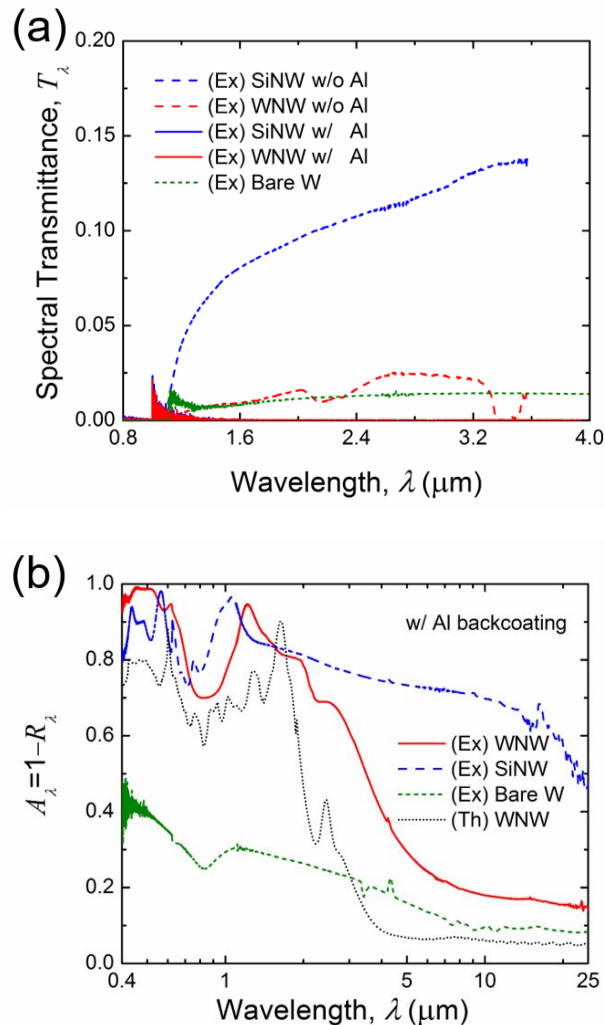 (a)
0.20
0.15
0.10
0.05
0.00
Spectral Transmittance, Tλ
(Ex) SiNW w/o Al
(Ex) WNW w/o Al
(Ex) SiNW w/ Al
(Ex) WNW w/ Al
(Ex) Bare W
0.8 1.6 2.4 3.2 4.0
Wavelength, λ (μm)
(b)
1.0
0.8
0.6
0.4
0.2
0.0
Aλ=1−Rλ
w/ Al backcoating
(Ex) WNW
(Ex) SiNW
(Ex) Bare W
(Th) WNW
0.4 1 5 10 25
Wavelength, λ (μm)